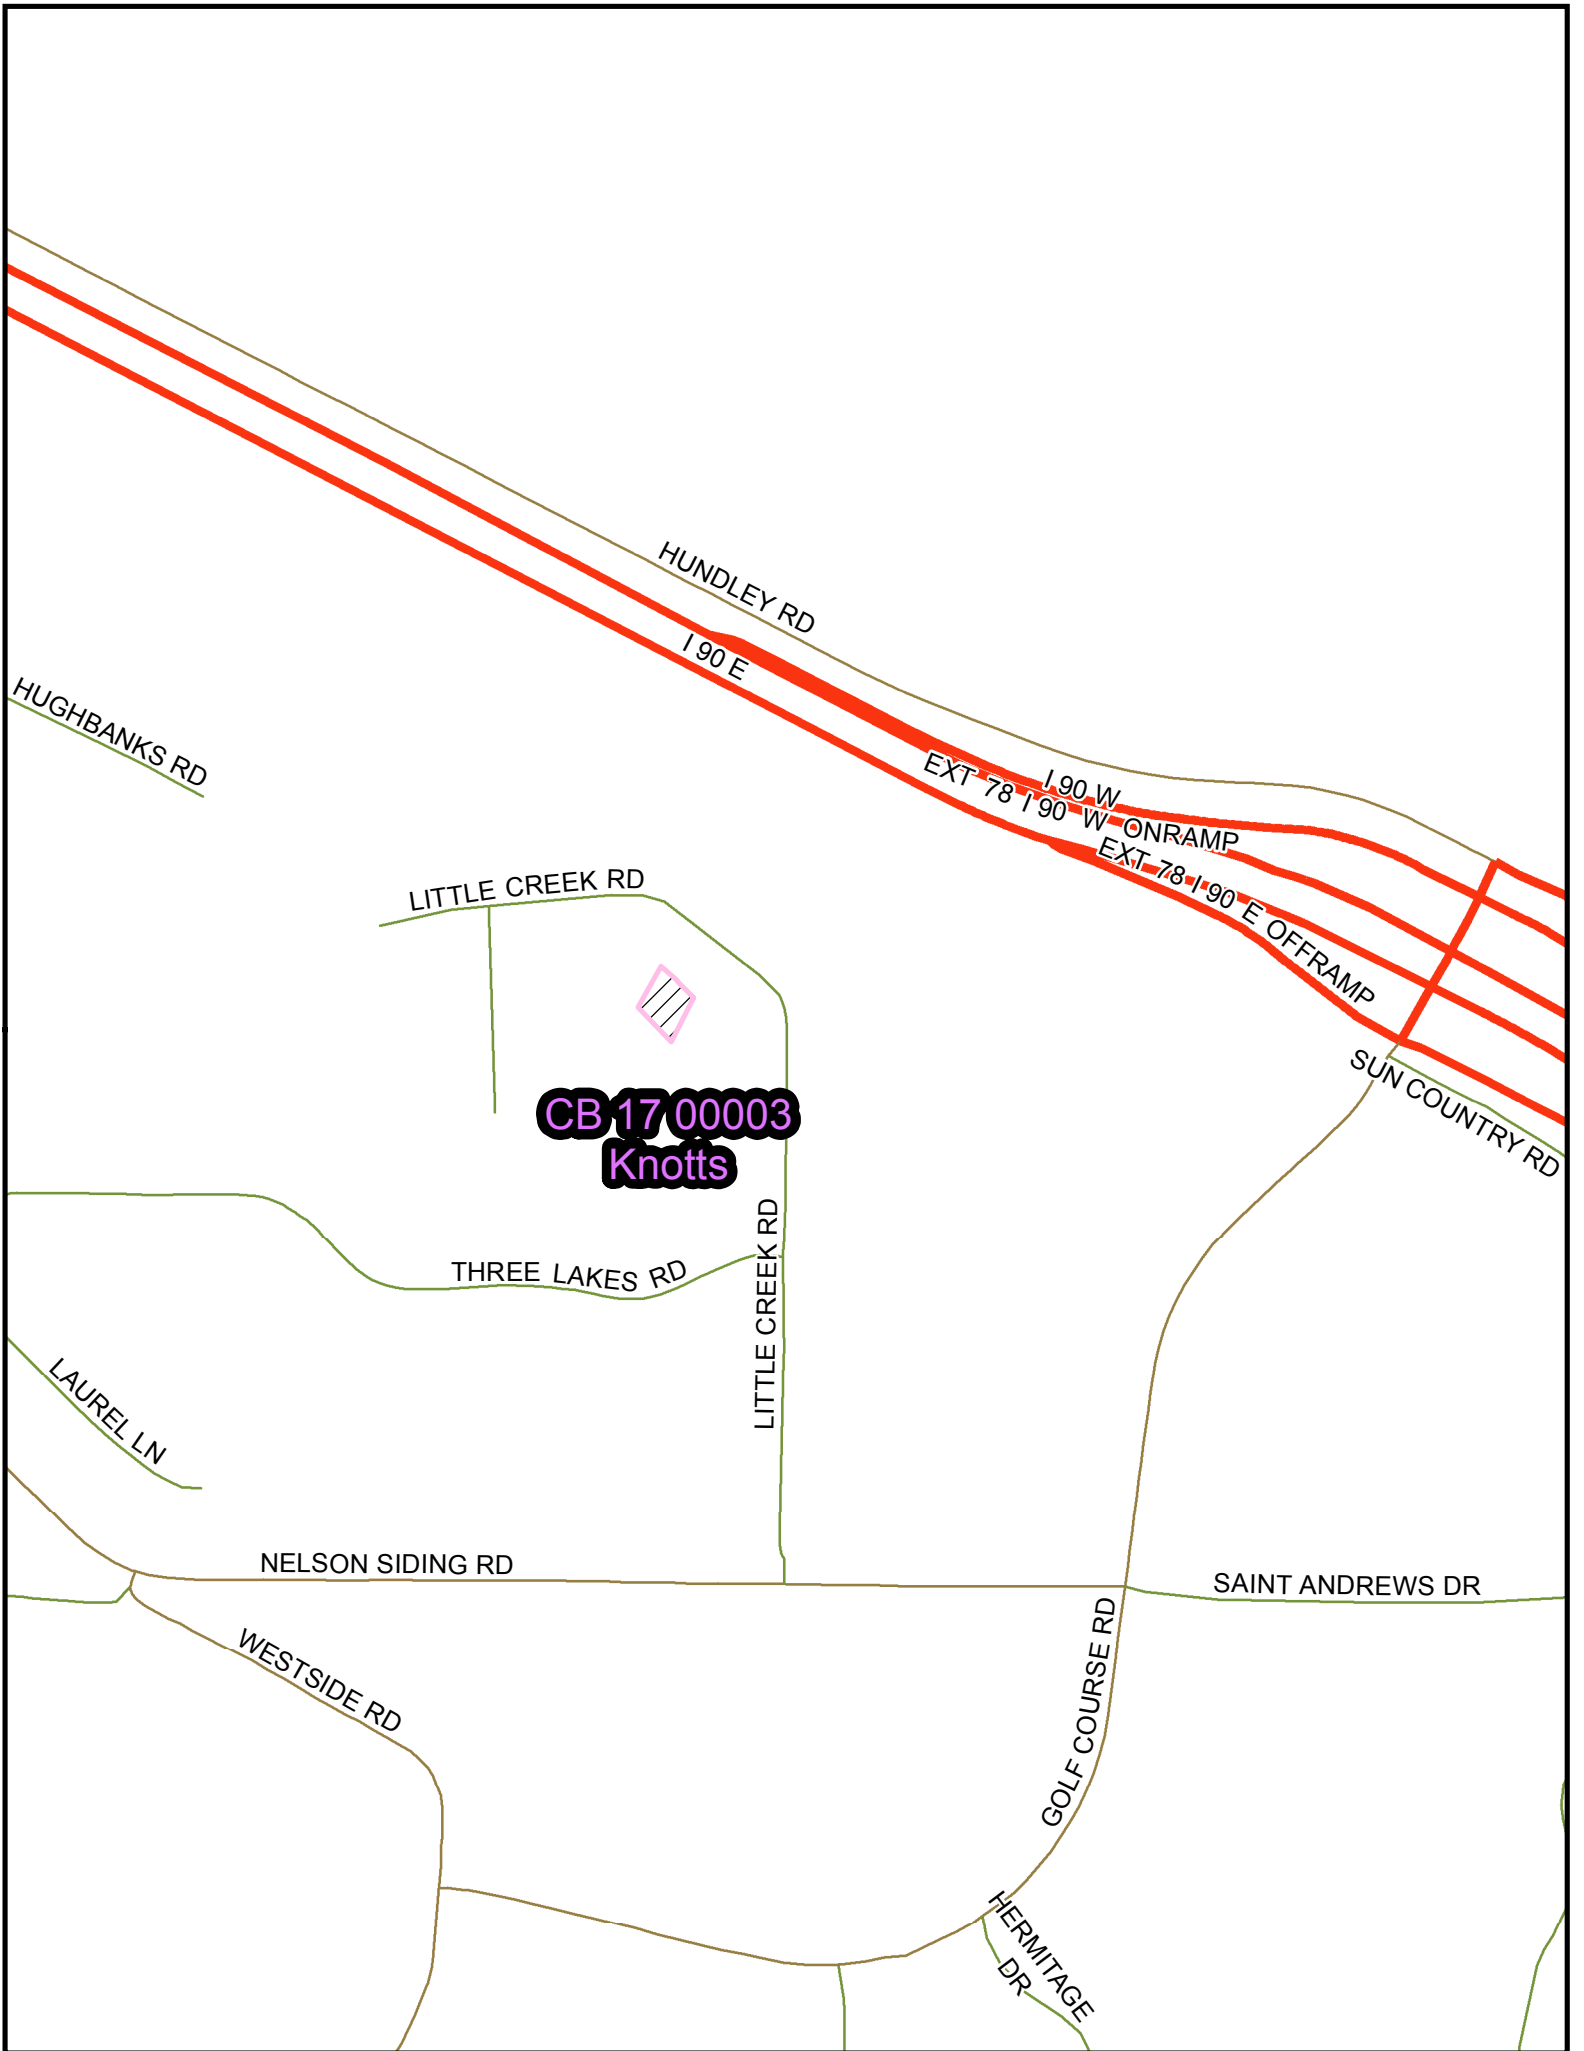 HUNDLEY RD
I 90 E
HUGHBANKS RD
I 90 W
EXT 78 I 90 W ONRAMP
EXT 78 I 90 E OFFRAMP
LITTLE CREEK RD
SUN COUNTRY RD
CB 17 00003
Knotts
LITTLE CREEK RD
THREE LAKES RD
LAUREL LN
NELSON SIDING RD
SAINT ANDREWS DR
WESTSIDE RD
GOLF COURSE RD
HERMITAGE
DR